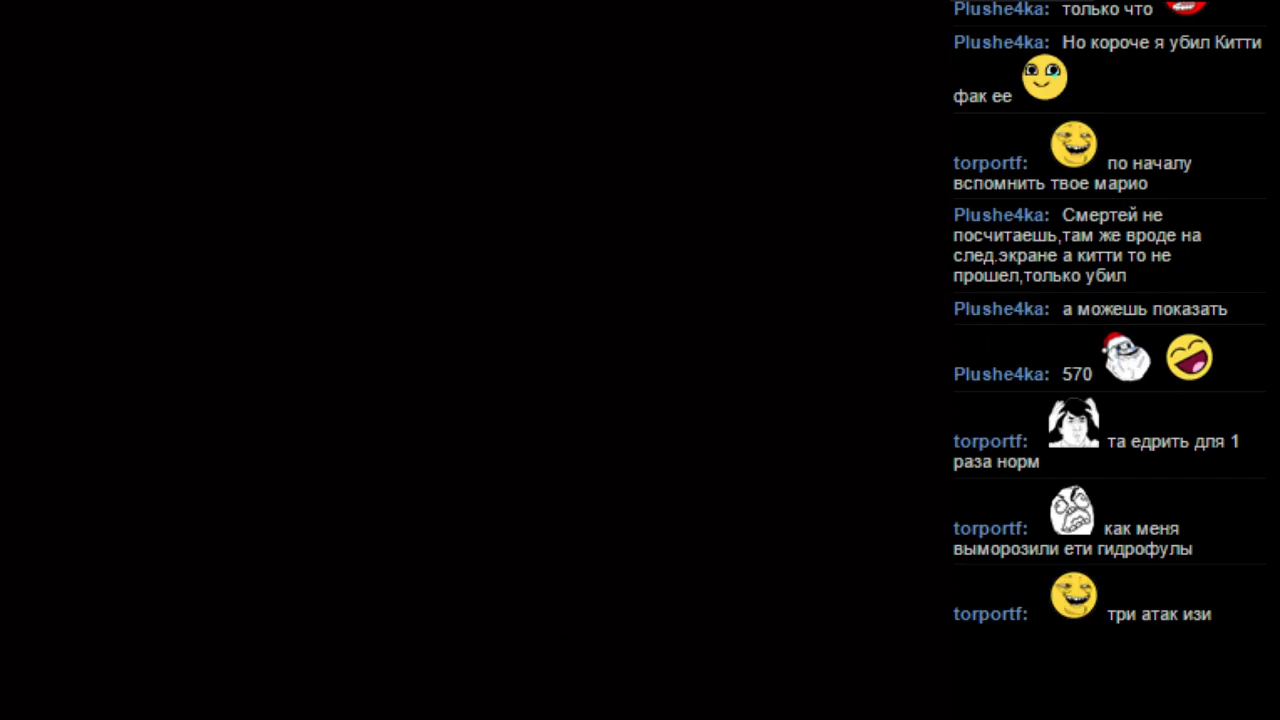 Plushe4ka: только что
Plushe4ka: Но короче я убил Китти
фак ее
torportf: по началу
вспомнить твое марио
Plushe4ka: Смертей не
посчитаешь,там же вроде на
след.экране а китти то не
прошел,только убил
Plushe4ka: а можешь показать
Plushe4ka: 570
torportf: та едрить для 1
раза норм
torportf: как меня
выморозили ети гидрофулы
torportf: три атак изи